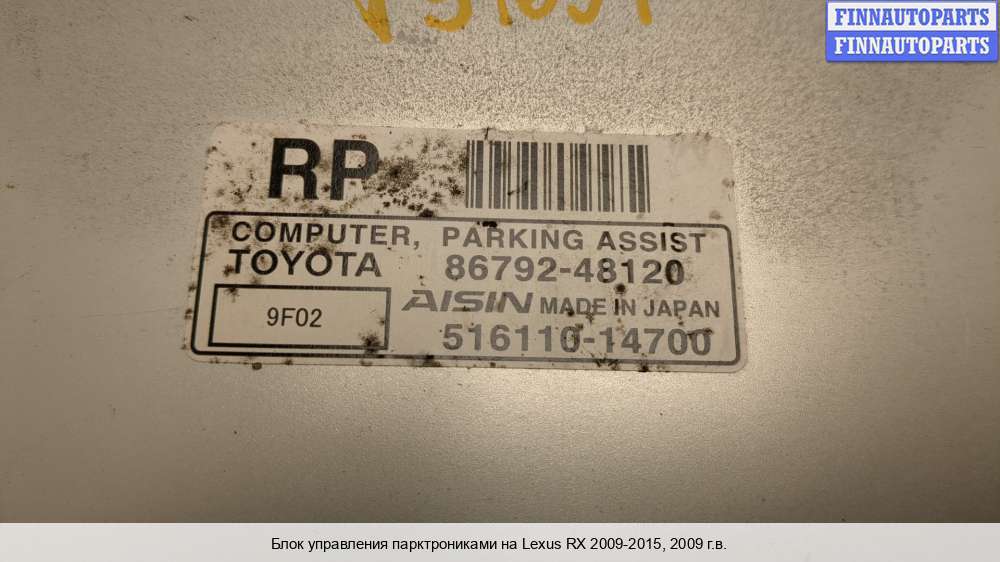 FINNAUTOPARTS
FINNAUTOPARTS
RP
COMPUTER, PARKING ASSIST
TOYOTA 86792-48120
9F02
AISIN MADE IN JAPAN
516110-14700
Блок управления парктрониками на Lexus RX 2009-2015, 2009 г.в.